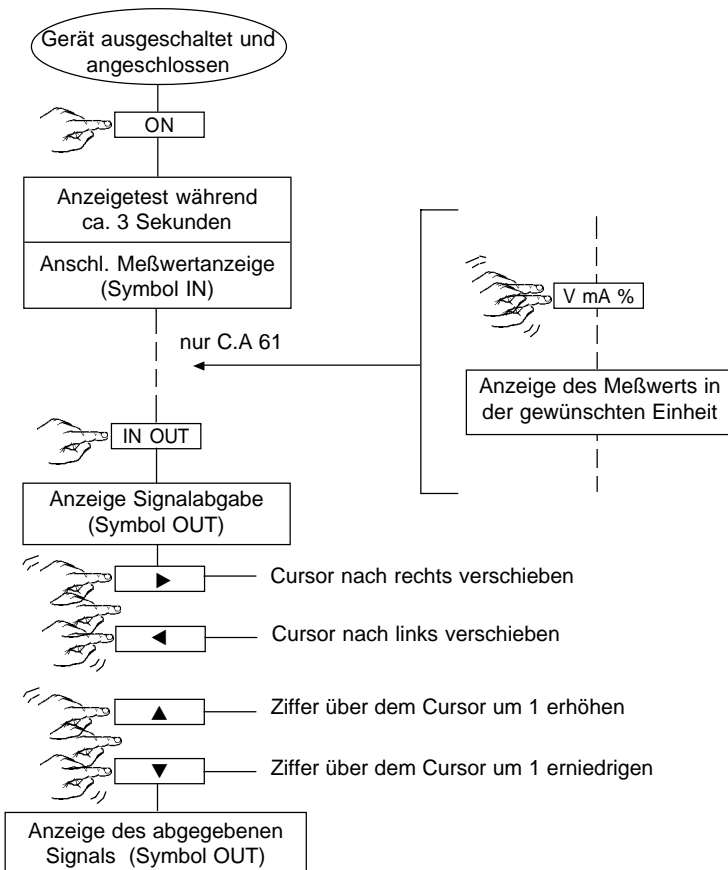 Gerät ausgeschaltet und
angeschlossen
ON
Anzeigetest während
ca. 3 Sekunden
Anschl. Meßwertanzeige
(Symbol IN)
nur C.A 61
V mA %
Anzeige des Meßwerts in
der gewünschten Einheit
IN OUT
Anzeige Signalabgabe
(Symbol OUT)
► Cursor nach rechts verschieben
◄ Cursor nach links verschieben
▲ Ziffer über dem Cursor um 1 erhöhen
▼ Ziffer über dem Cursor um 1 erniedrigen
Anzeige des abgegebenen
Signals (Symbol OUT)